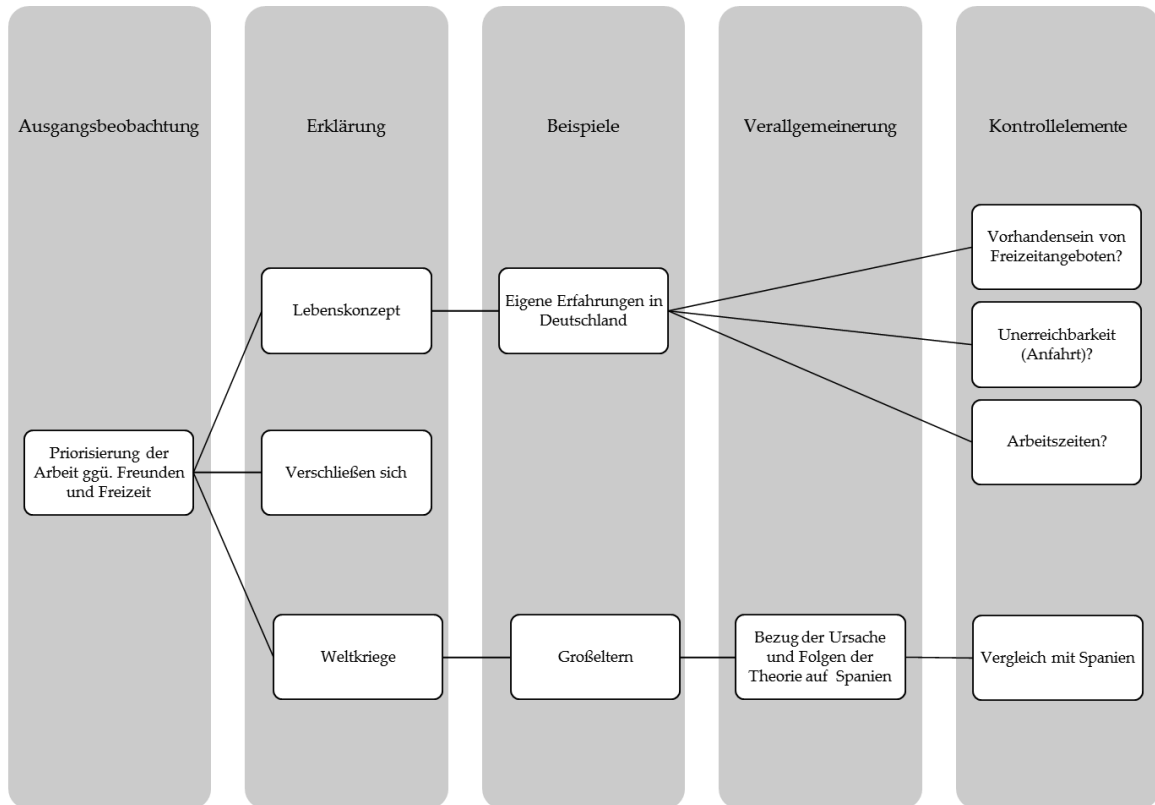 Ausgangsbeobachtung
Erklärung
Beispiele
Verallgemeinerung
Kontrollelemente
Priorisierung der
Arbeit ggü. Freunden
und Freizeit
Lebenskonzept
Verschließen sich
Weltkriege
Eigene Erfahrungen in
Deutschland
Großeltern
Bezug der Ursache
und Folgen der
Theorie auf Spanien
Vorhandensein von
Freizeitangeboten?
Unerreichbarkeit
(Anfahrt)?
Arbeitszeiten?
Vergleich mit Spanien